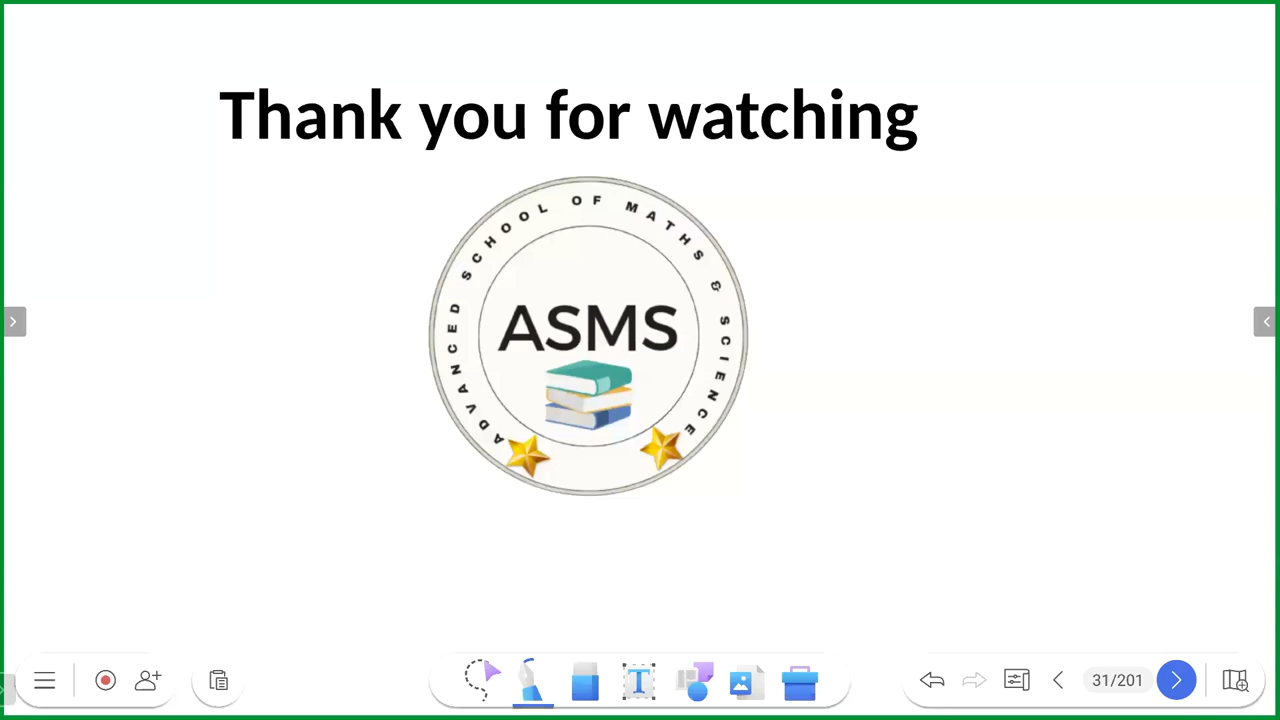 Thank you for watching
ADVANCED SCHOOL OF MATHS & SCIENCE
ASMS
T
31/201